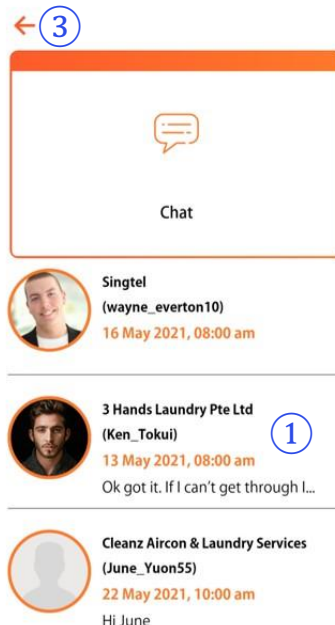 ③
Chat
Singtel
(wayne_everton10)
16 May 2021, 08:00 am
3 Hands Laundry Pte Ltd
(Ken_Tokui)
①
13 May 2021, 08:00 am
Ok got it. If I can’t get through I...
Cleanz Aircon & Laundry Services
(June_Yuon55)
22 May 2021, 10:00 am
Hi June